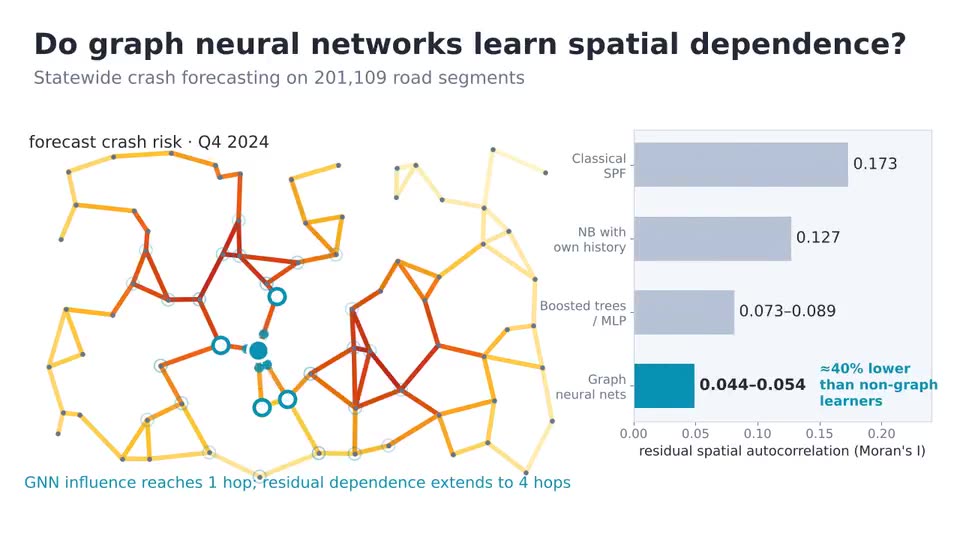 Do graph neural networks learn spatial dependence?
Statewide crash forecasting on 201,109 road segments
forecast crash risk · Q4 2024
Classical
SPF
0.173
NB with
own history
0.127
Boosted trees
/ MLP
0.073–0.089
Graph
neural nets
0.044–0.054
≈40% lower
than non-graph
learners
0.00 0.05 0.10 0.15 0.20
residual spatial autocorrelation (Moran's I)
GNN influence reaches 1 hop; residual dependence extends to 4 hops